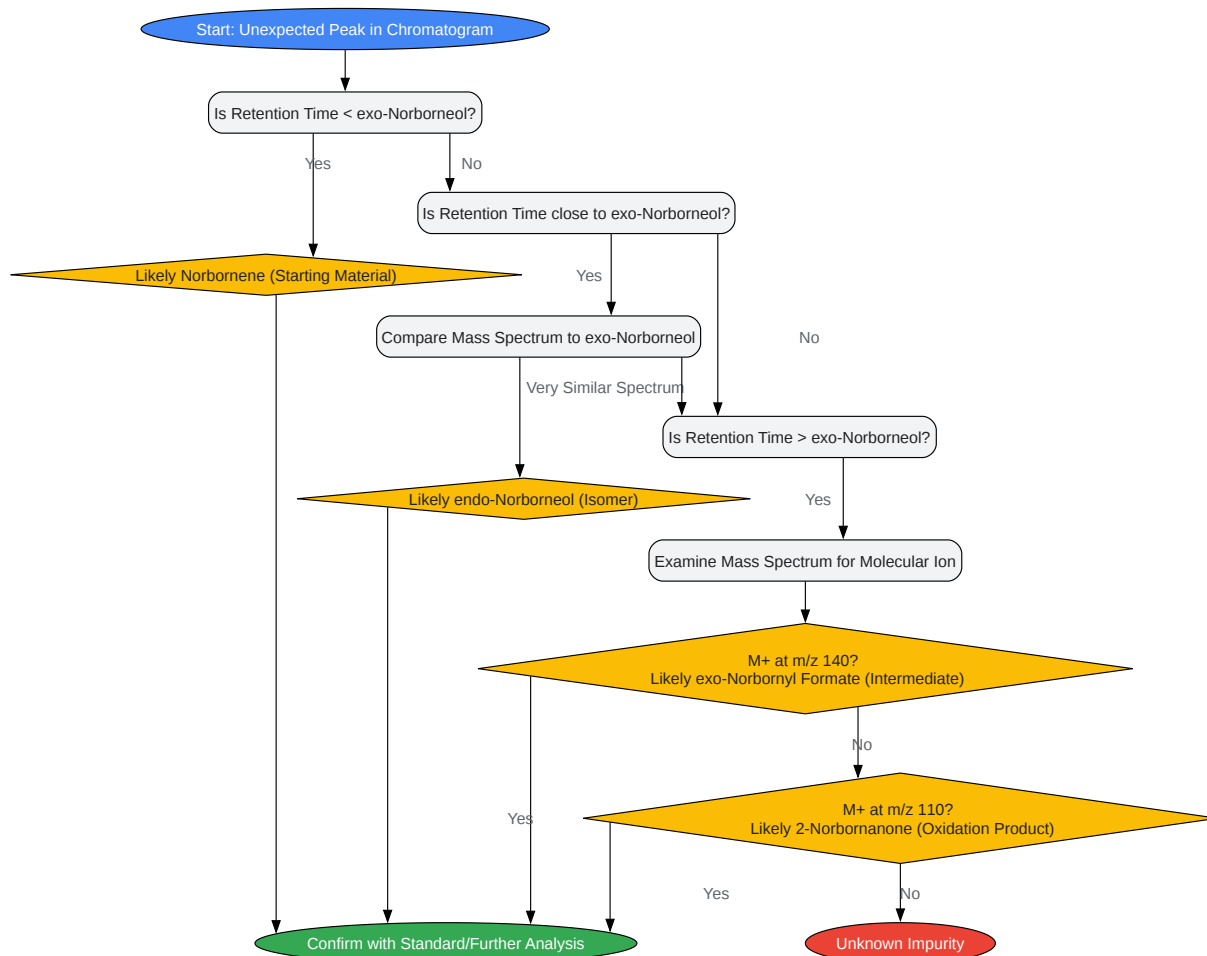 Start: Unexpected Peak in Chromatogram
Is Retention Time < exo-Norborneol?
Yes
No
Is Retention Time close to exo-Norborneol?
Likely Norbornene (Starting Material)
Yes
Compare Mass Spectrum to exo-Norborneol
No
Very Similar Spectrum
Is Retention Time > exo-Norborneol?
Likely endo-Norborneol (Isomer)
Yes
Examine Mass Spectrum for Molecular Ion
M+ at m/z 140?
Likely exo-Norbornyl Formate (Intermediate)
No
M+ at m/z 110?
Likely 2-Norbornanone (Oxidation Product)
Yes
Yes
No
Confirm with Standard/Further Analysis
Unknown Impurity